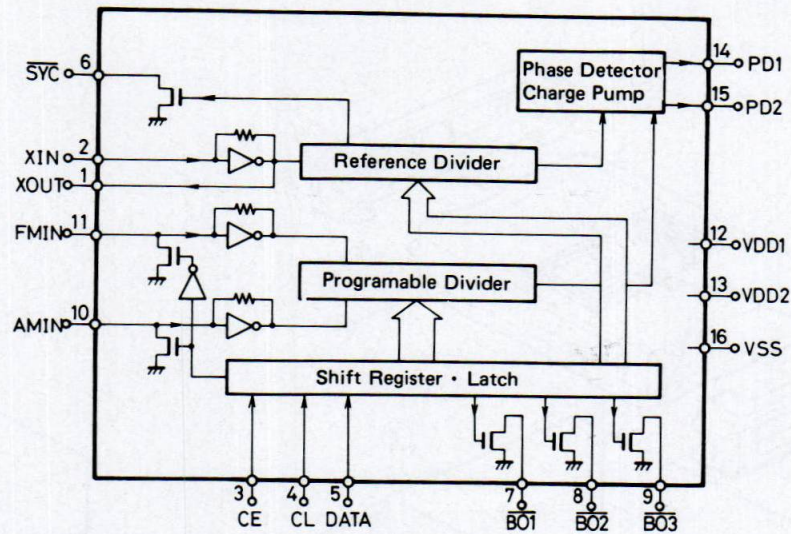 6
SYC
14
PD1
Phase Detector
Charge Pump
15
PD2
2
XIN
Reference Divider
1
XOUT
11
FMIN
12
VDD1
Programable Divider
13
VDD2
10
AMIN
16
VSS
Shift Register · Latch
3
4
5
7
8
9
CE
CL
DATA
BO1
BO2
BO3